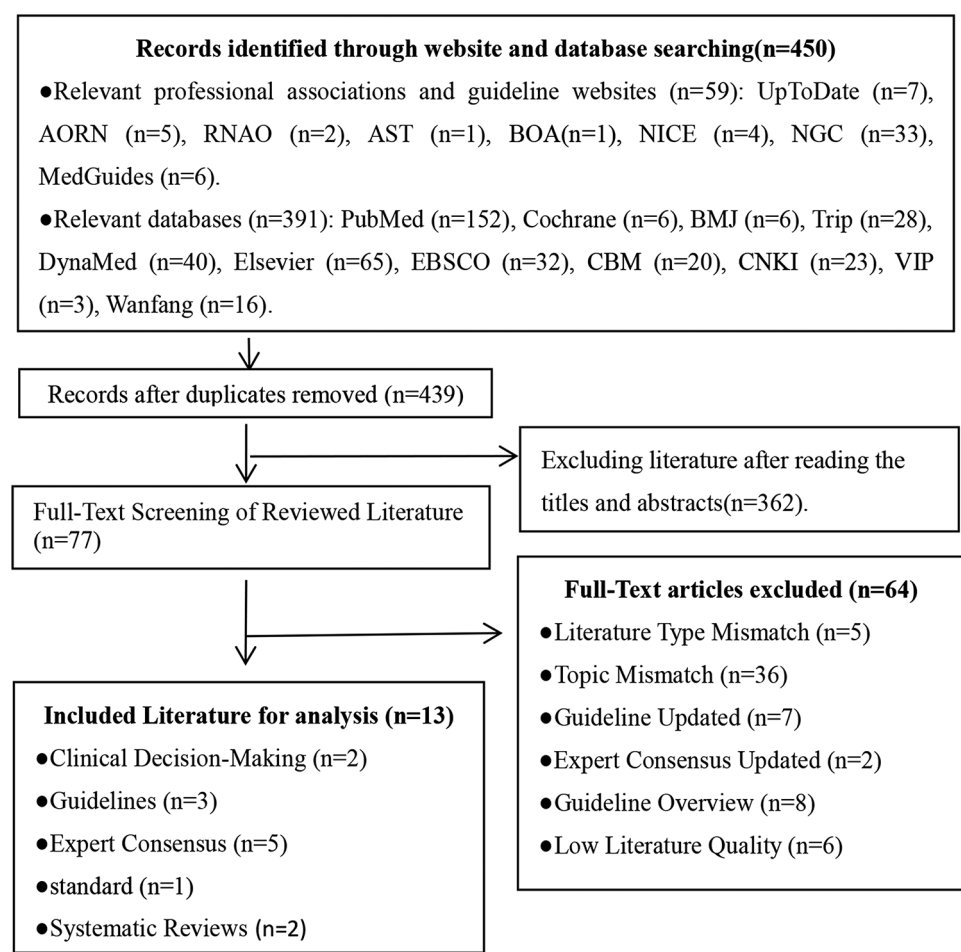 Records identified through website and database searching(n=450)
●Relevant professional associations and guideline websites (n=59): UpToDate (n=7),
AORN (n=5), RNAO (n=2), AST (n=1), BOA(n=1), NICE (n=4), NGC (n=33),
MedGuides (n=6).
●Relevant databases (n=391): PubMed (n=152), Cochrane (n=6), BMJ (n=6), Trip (n=28),
DynaMed (n=40), Elsevier (n=65), EBSCO (n=32), CBM (n=20), CNKI (n=23), VIP
(n=3), Wanfang (n=16).
Records after duplicates removed (n=439)
Excluding literature after reading the
titles and abstracts(n=362).
Full-Text Screening of Reviewed Literature
(n=77)
Full-Text articles excluded (n=64)
●Literature Type Mismatch (n=5)
●Topic Mismatch (n=36)
●Guideline Updated (n=7)
●Expert Consensus Updated (n=2)
●Guideline Overview (n=8)
●Low Literature Quality (n=6)
Included Literature for analysis (n=13)
●Clinical Decision-Making (n=2)
●Guidelines (n=3)
●Expert Consensus (n=5)
●standard (n=1)
●Systematic Reviews (n=2)